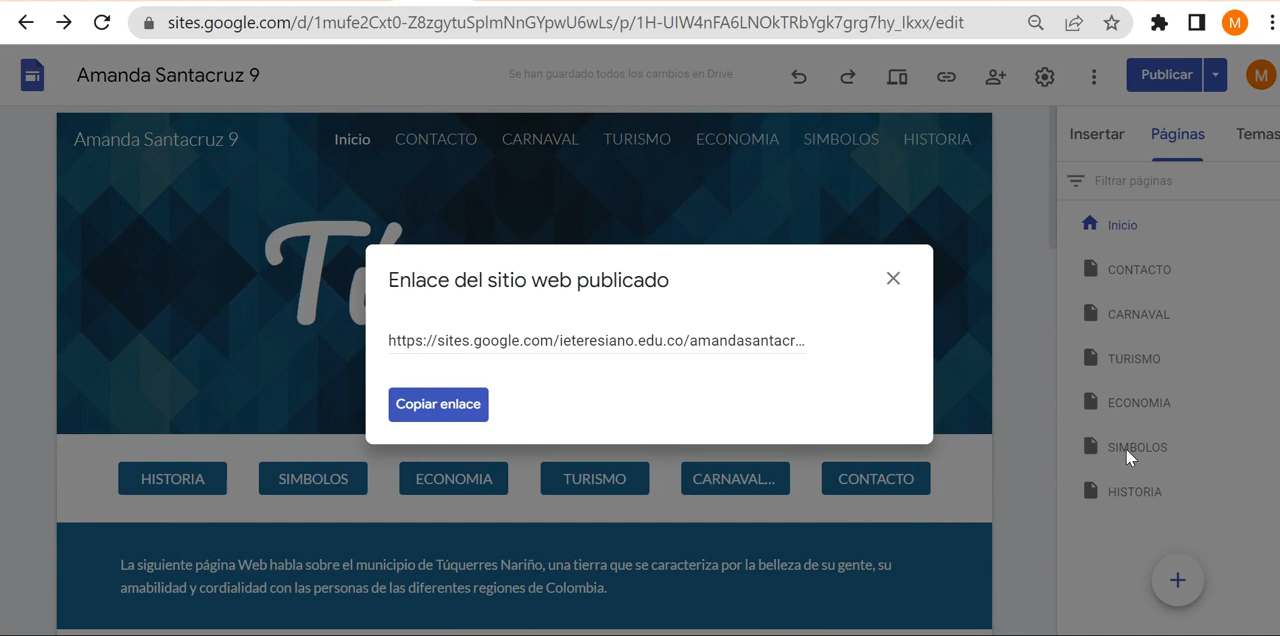 sites.google.com/d/1mufe2Cxt0-Z8zgytuSplmNnGYpwU6wLs/p/1H-UIW4nFA6LNOkTRbYgk7grg7hy_lkxx/edit
M
Amanda Santacruz 9
Se han guardado todos los cambios en Drive
Publicar
M
Amanda Santacruz 9
Inicio CONTACTO CARNAVAL TURISMO ECONOMIA SIMBOLOS HISTORIA
Insertar Páginas Temas
Filtrar páginas
Inicio
CONTACTO
CARNAVAL
TURISMO
ECONOMIA
SIMBOLOS
HISTORIA
Tú
Enlace del sitio web publicado
https://sites.google.com/ieteresiano.edu.co/amandasantacr...
Copiar enlace
HISTORIA SIMBOLOS ECONOMIA TURISMO CARNAVAL... CONTACTO
La siguiente página Web habla sobre el municipio de Túquerres Nariño, una tierra que se caracteriza por la belleza de su gente, su
amabilidad y cordialidad con las personas de las diferentes regiones de Colombia.